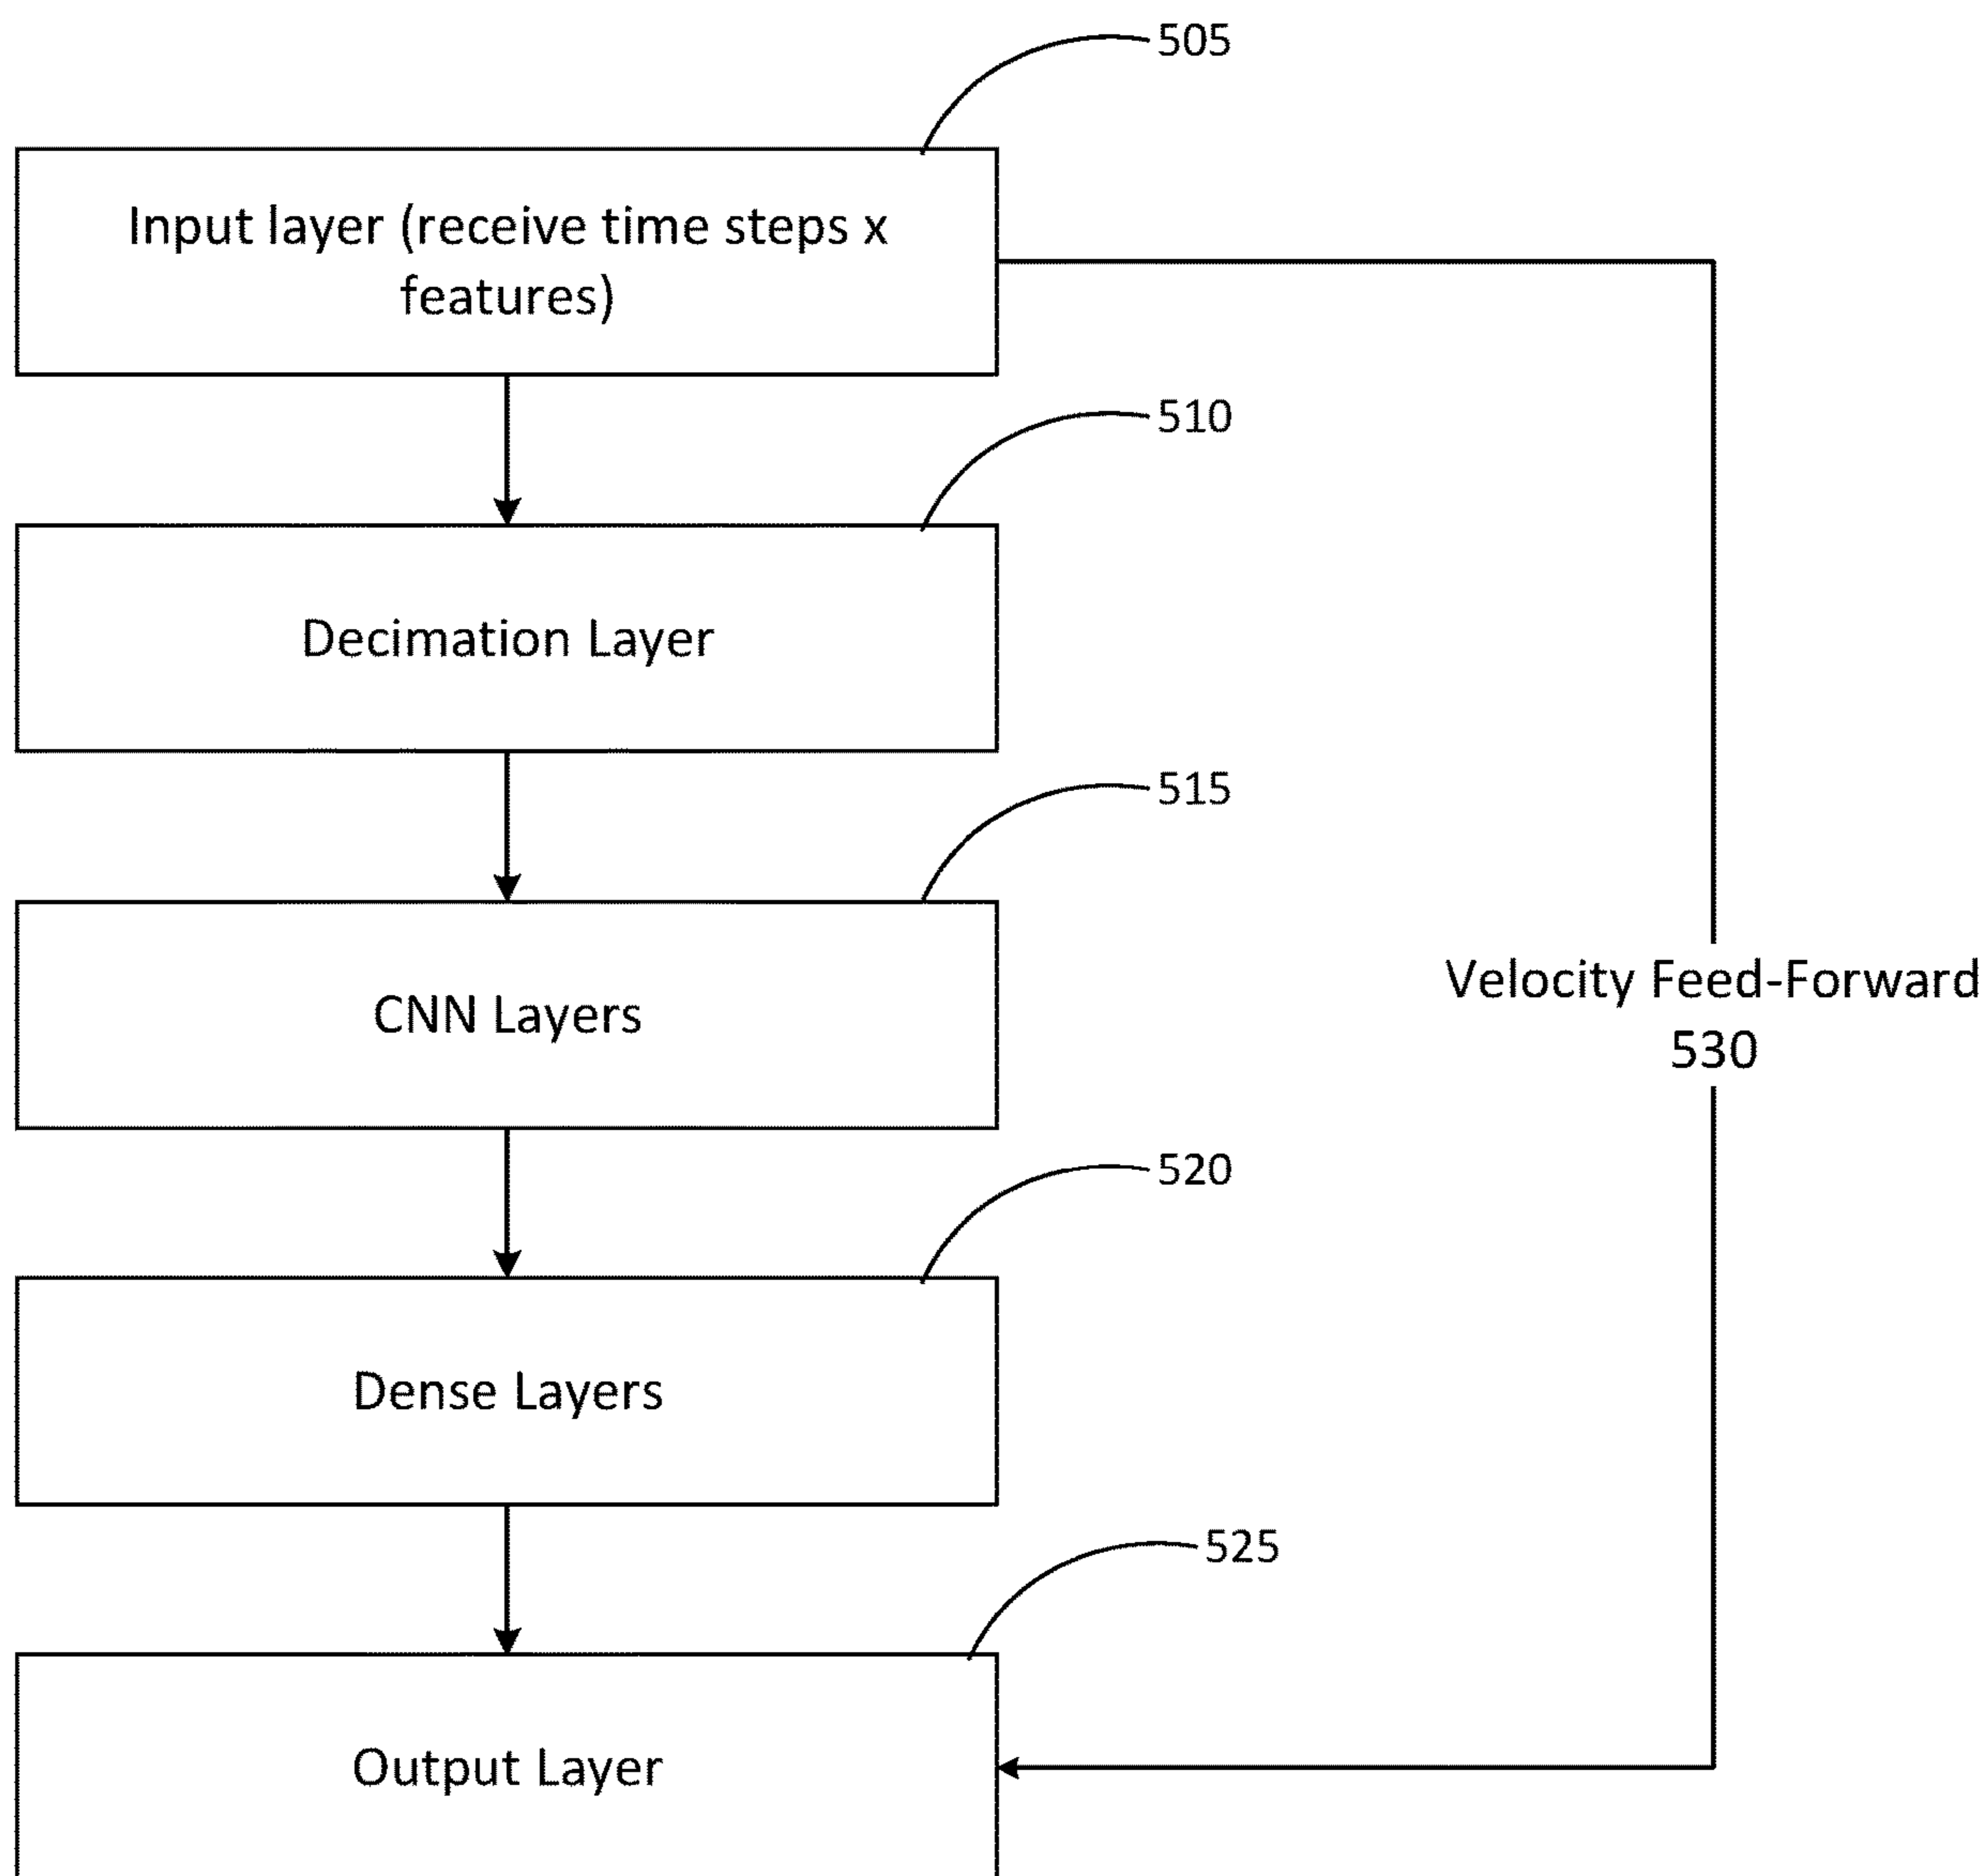 505
Input layer (receive time steps x
features)
510
Decimation Layer
515
CNN Layers
Velocity Feed-Forward
530
520
Dense Layers
525
Output Layer